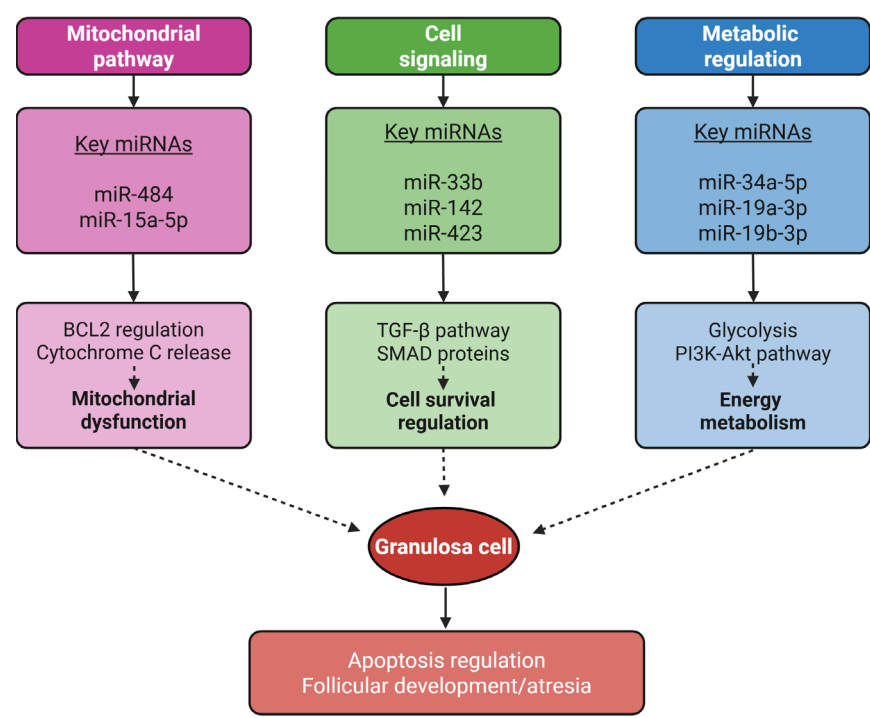 Mitochondrial
pathway
Cell
signaling
Metabolic
regulation
Key miRNAs
miR-484
miR-15a-5p
Key miRNAs
miR-33b
miR-142
miR-423
Key miRNAs
miR-34a-5p
miR-19a-3p
miR-19b-3p
BCL2 regulation
Cytochrome C release
Mitochondrial
dysfunction
TGF-β pathway
SMAD proteins
Cell survival
regulation
Glycolysis
PI3K-Akt pathway
Energy
metabolism
Granulosa cell
Apoptosis regulation
Follicular development/atresia